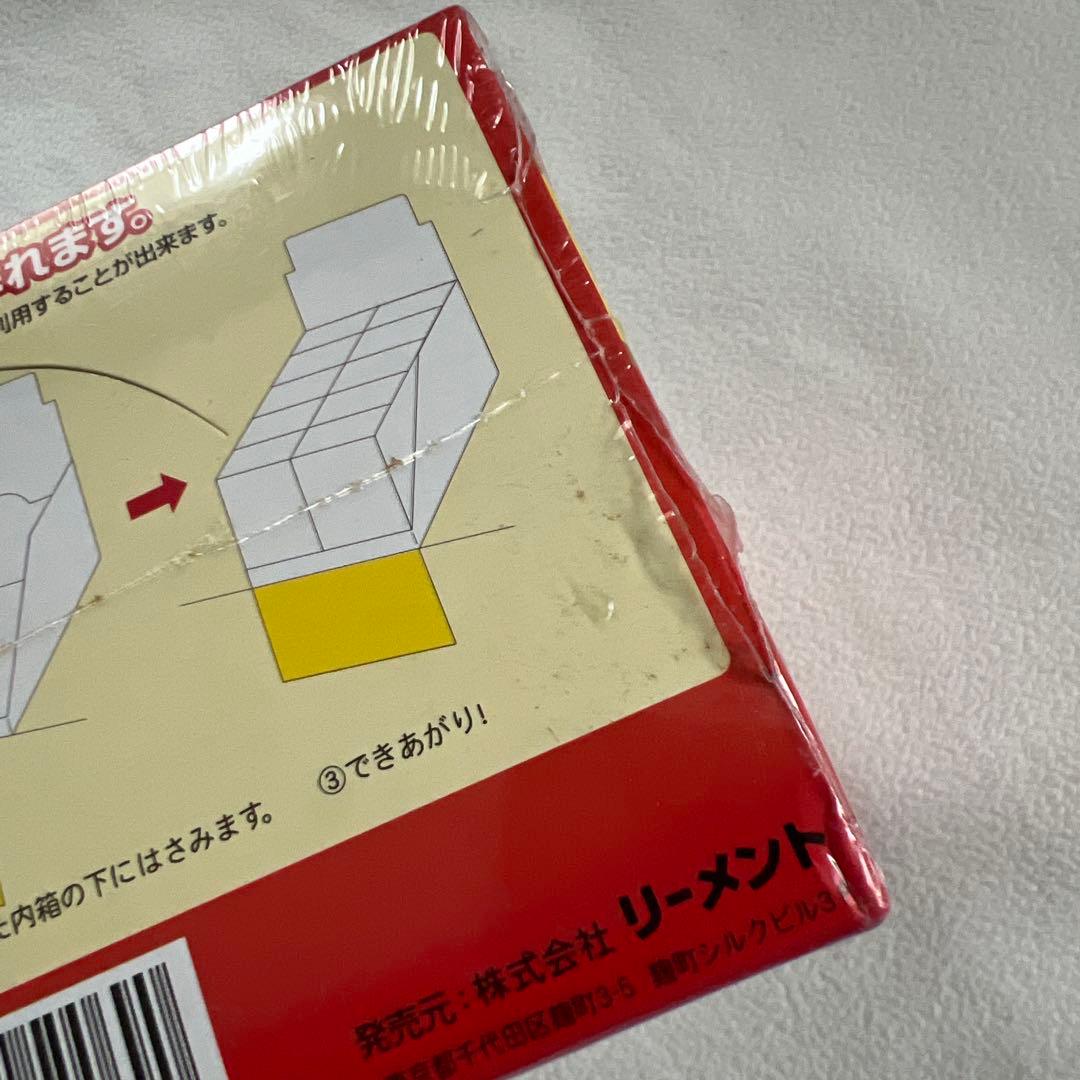 れます。
利用することが出来ます。
③できあがり!
内箱の下にはさみます。
発売元:株式会社 リーメント
東京都千代田区麹町3-5 麹町シルクビル3